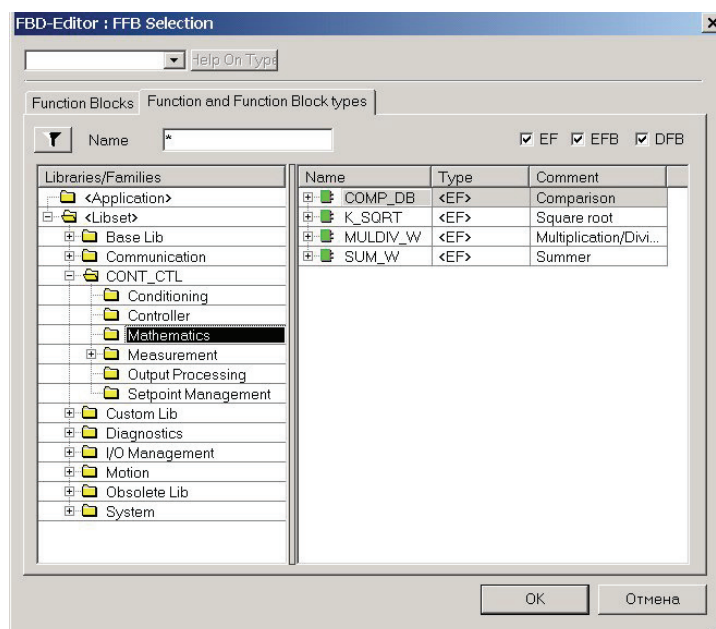 FBD-Editor : FFB Selection
Help On Type
Function Blocks Function and Function Block types
Name * EF EFB DFB
Libraries/Families Name Type Comment
<Application> COMP_DB <EF> Comparison
<Libset> K_SQRT <EF> Square root
Base Lib MULDIV_W <EF> Multiplication/Divi...
Communication SUM_W <EF> Summer
CONT_CTL
Conditioning
Controller
Mathematics
Measurement
Output Processing
Setpoint Management
Custom Lib
Diagnostics
I/O Management
Motion
Obsolete Lib
System
OK Отмена